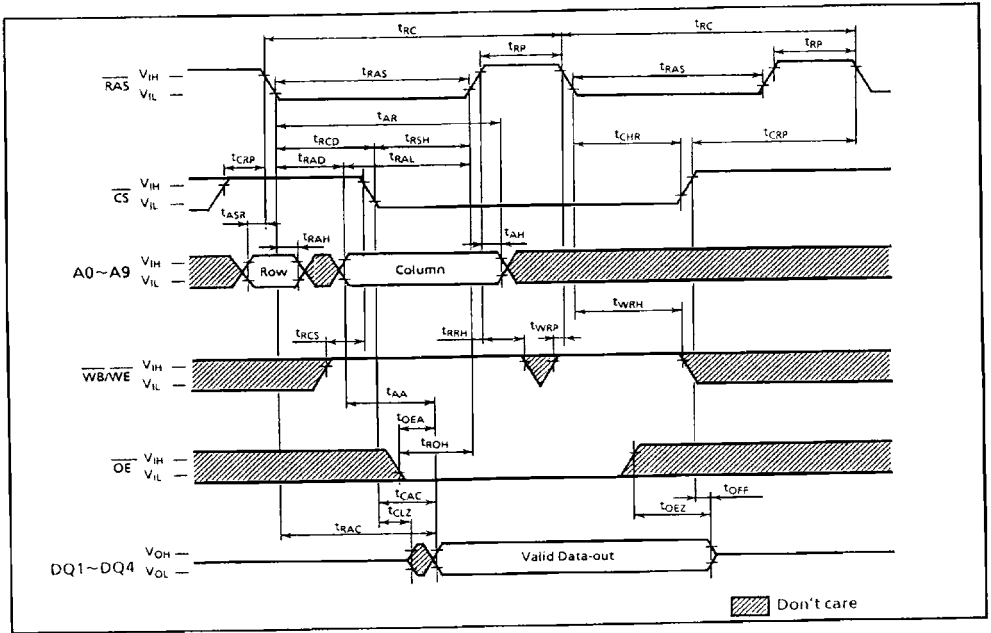 tRC tRC
tRP tRP
RAS VIH VIL tRAS tRAS
tAR
tRCD tRSH tCHR tCRP
tCRP tRAD tRAL
CS VIH VIL
tASR tRAH tAH
A0~A9 VIH VIL Row Column
tWRH
tRCS tRRH tWRP
WB/WE VIH VIL
tAA
tOEA
tROH
OE VIH VIL
tCAC tOFF
tCLZ tOEZ
tRAC
DQ1~DQ4 VOH VOL Valid Data-out
Don't care